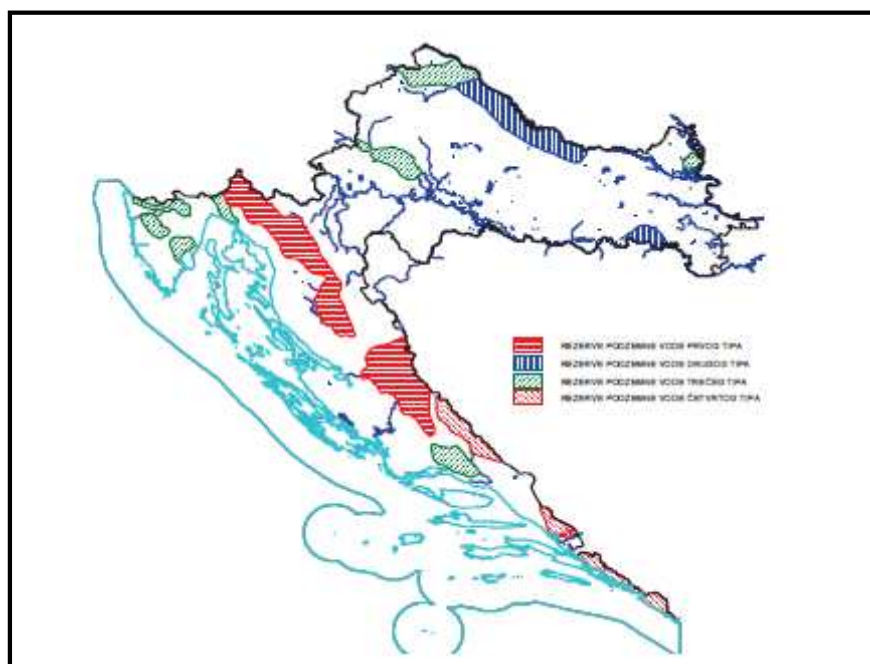 REZERVE PODZEMNE VODE PRVOG TIPA
REZERVE PODZEMNE VODE DRUGOG TIPA
REZERVE PODZEMNE VODE TREĆEG TIPA
REZERVE PODZEMNE VODE ČETVRTOG TIPA